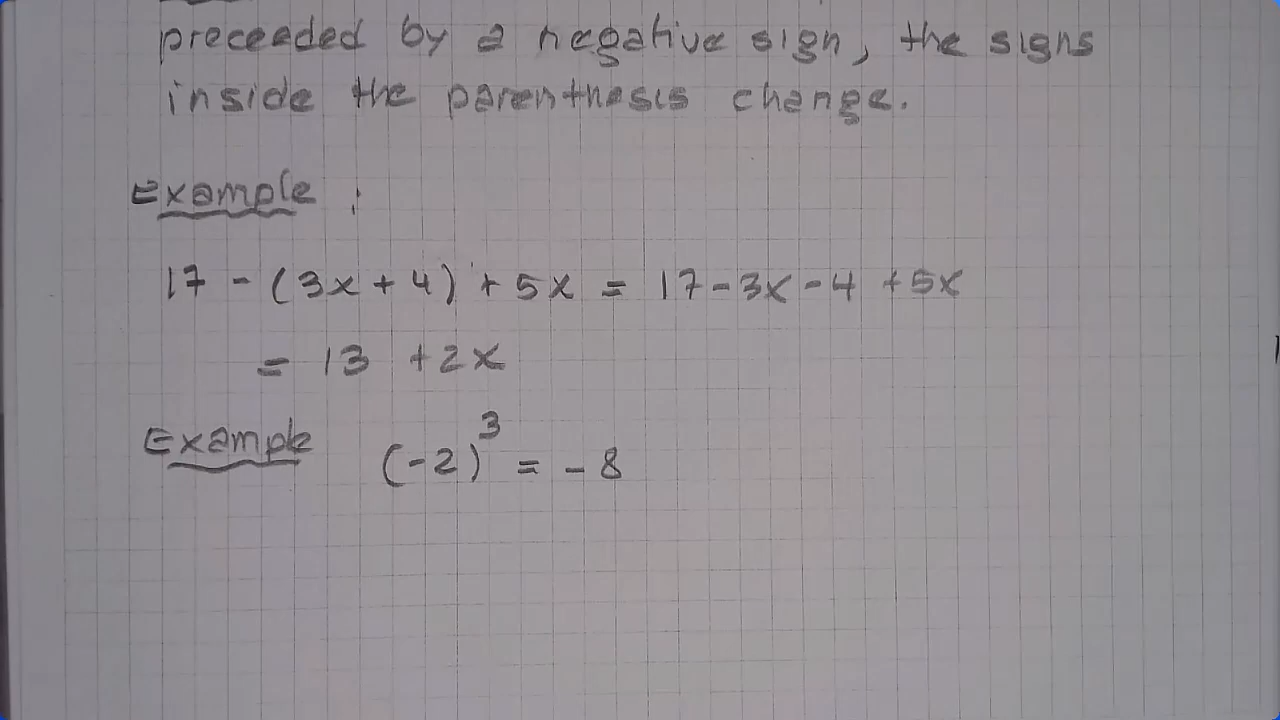 preceeded by a negative sign, the signs
inside the parenthesis change.
Example :
17 - (3x + 4) + 5x = 17 - 3x - 4 + 5x
= 13 + 2x
Example (-2)³ = - 8